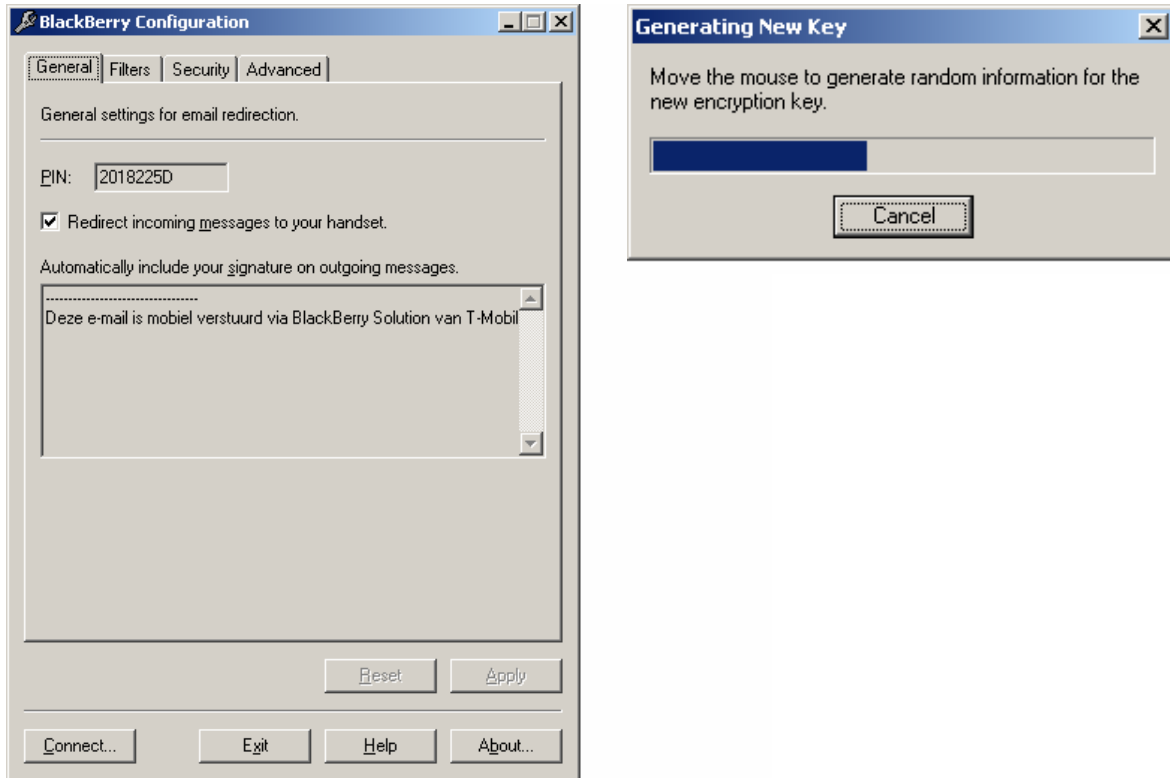 BlackBerry Configuration
General Filters Security Advanced
General settings for email redirection.
PIN: 2018225D
Redirect incoming messages to your handset.
Automatically include your signature on outgoing messages.
----------------------------------
Deze e-mail is mobiel verstuurd via BlackBerry Solution van T-Mobil
Reset Apply
Connect... Exit Help About...
Generating New Key
Move the mouse to generate random information for the
new encryption key.
Cancel